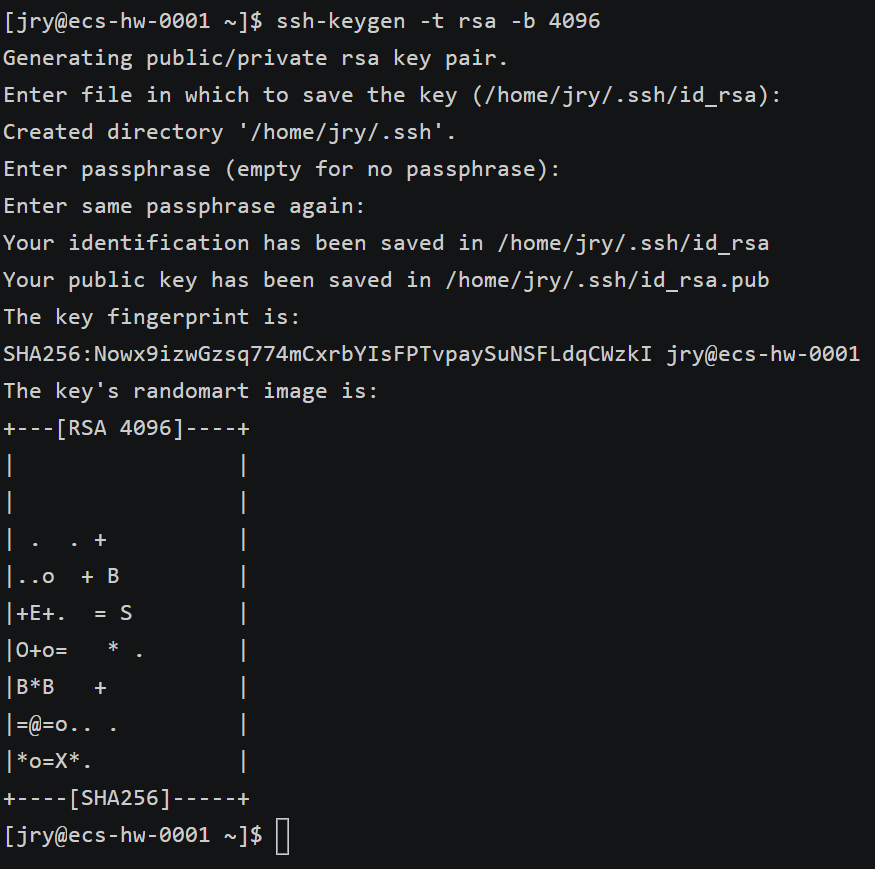 [jry@ecs-hw-0001 ~]$ ssh-keygen -t rsa -b 4096
Generating public/private rsa key pair.
Enter file in which to save the key (/home/jry/.ssh/id_rsa):
Created directory '/home/jry/.ssh'.
Enter passphrase (empty for no passphrase):
Enter same passphrase again:
Your identification has been saved in /home/jry/.ssh/id_rsa
Your public key has been saved in /home/jry/.ssh/id_rsa.pub
The key fingerprint is:
SHA256:Nowx9izwGzsq774mCxrbYIsFPTvpaySuNSFLdqCWzkI jry@ecs-hw-0001
The key's randomart image is:
+---[RSA 4096]----+
|                 |
|                 |
| .  . +          |
|..o  + B         |
|+E+.  = S        |
|O+o=   * .       |
|B*B   +          |
|=@=o.. .         |
|*o=X*.           |
+----[SHA256]-----+
[jry@ecs-hw-0001 ~]$